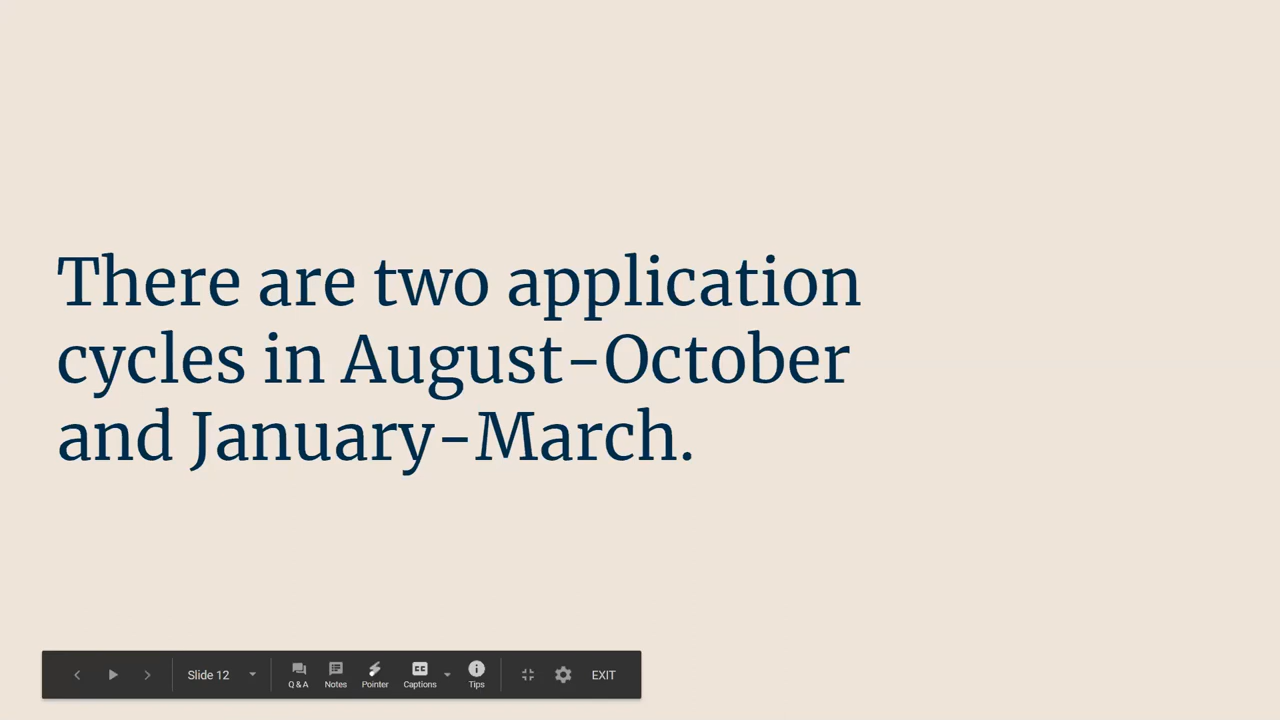 There are two application
cycles in August-October
and January-March.
Slide 12
Q & A
Notes
Pointer
Captions
Tips
EXIT